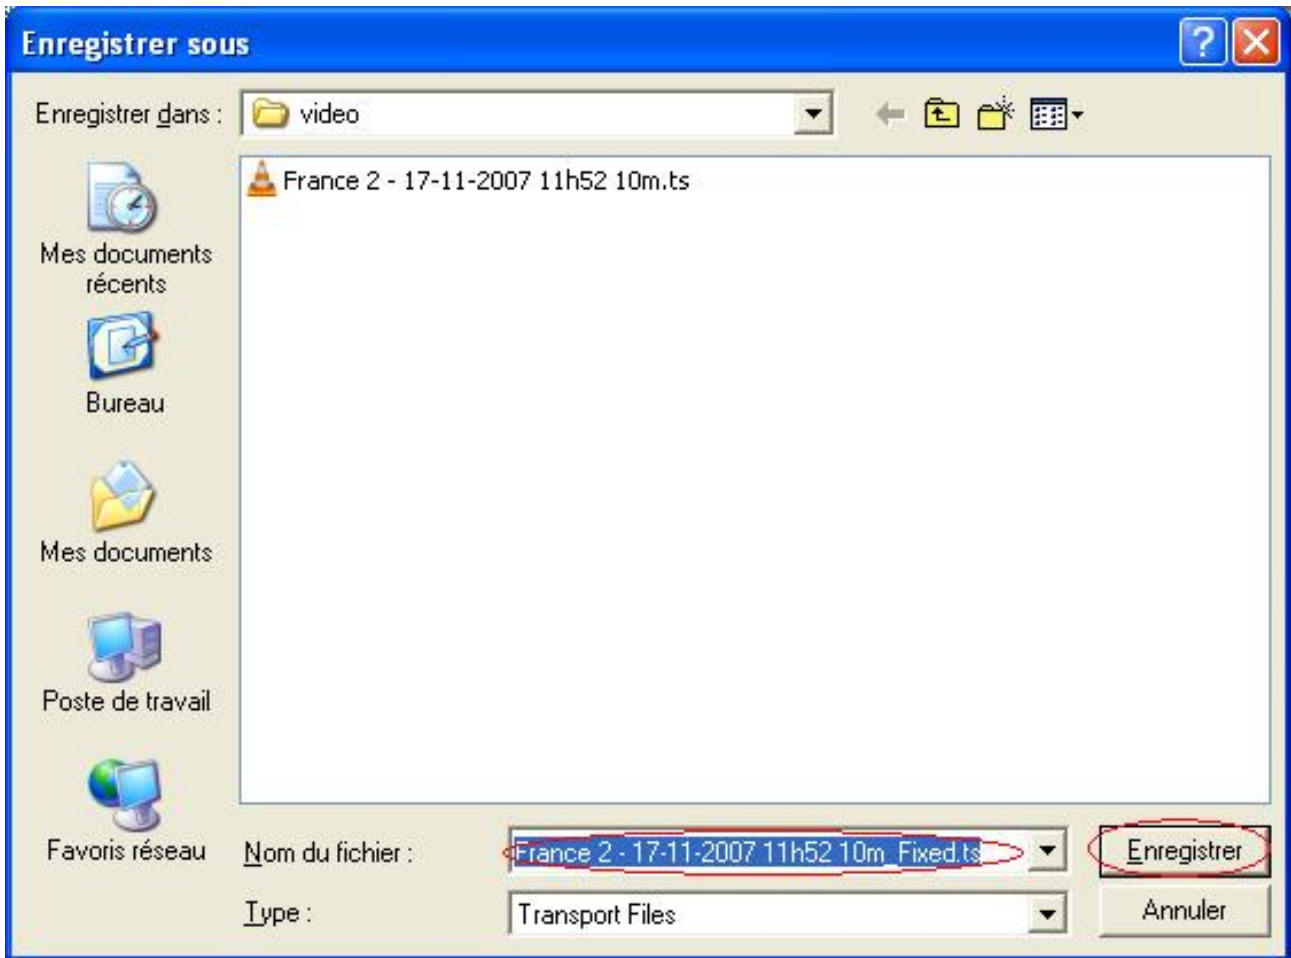 Enregistrer sous
Enregistrer dans :
video
France 2 - 17-11-2007 11h52 10m.ts
Mes documents
récents
Bureau
Mes documents
Poste de travail
Favoris réseau
Nom du fichier :
France 2 - 17-11-2007 11h52 10m_Fixed.ts
Enregistrer
Type :
Transport Files
Annuler